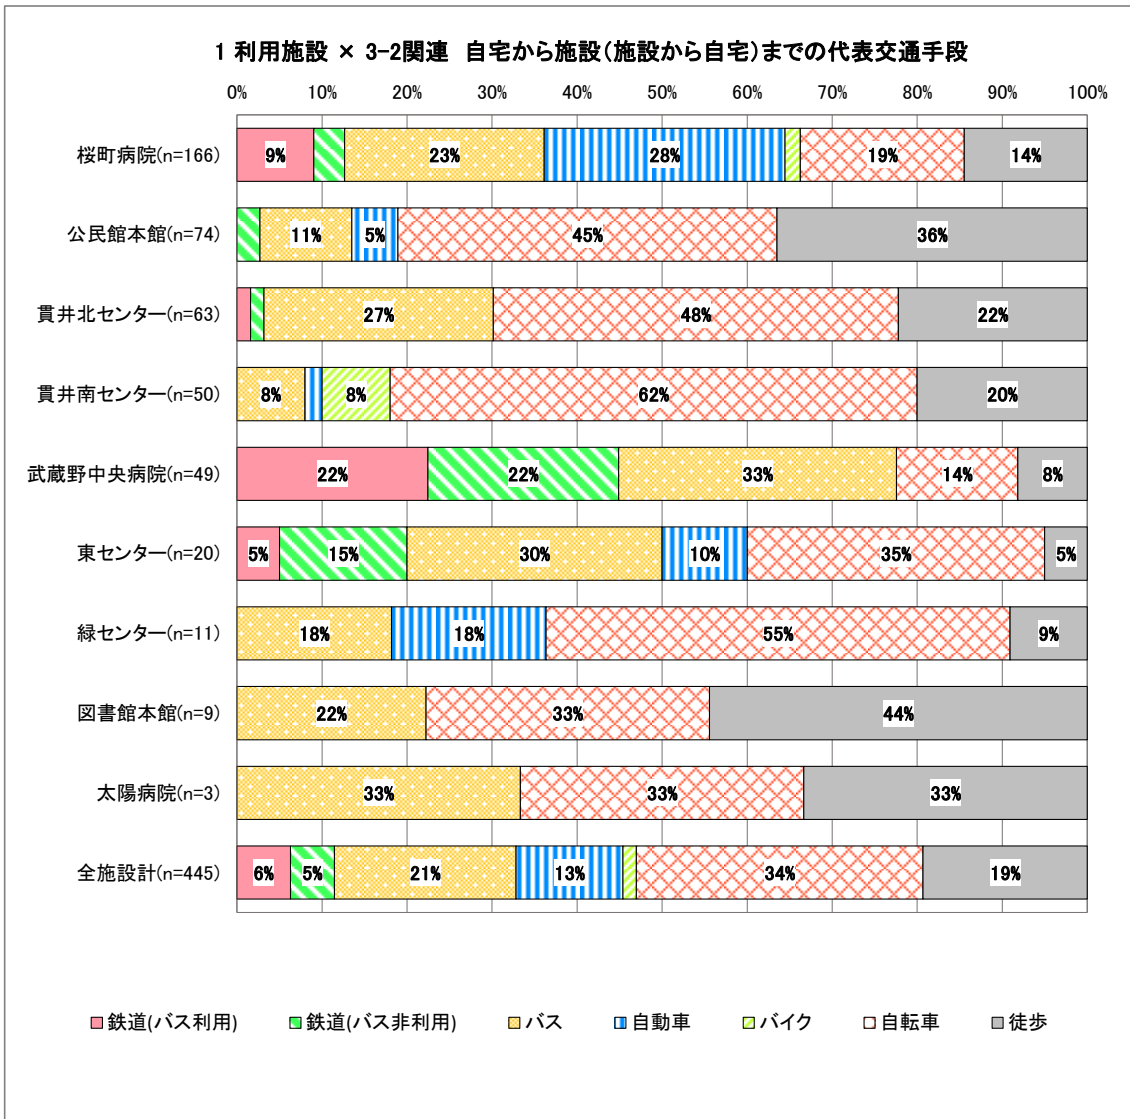 1 利用施設 × 3-2関連 自宅から施設(施設から自宅)までの代表交通手段
0% 10% 20% 30% 40% 50% 60% 70% 80% 90% 100%
桜町病院(n=166) 9% 23% 28% 19% 14%
公民館本館(n=74) 11% 5% 45% 36%
貫井北センター(n=63) 27% 48% 22%
貫井南センター(n=50) 8% 8% 62% 20%
武蔵野中央病院(n=49) 22% 22% 33% 14% 8%
東センター(n=20) 5% 15% 30% 10% 35% 5%
緑センター(n=11) 18% 18% 55% 9%
図書館本館(n=9) 22% 33% 44%
太陽病院(n=3) 33% 33% 33%
全施設計(n=445) 6% 5% 21% 13% 34% 19%
鉄道(バス利用) 鉄道(バス非利用) バス 自動車 バイク 自転車 徒歩